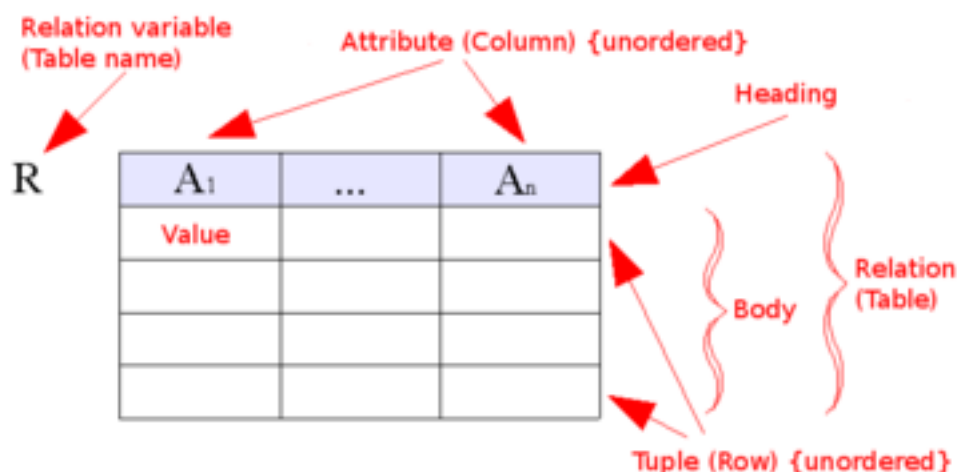 Relation variable
(Table name)
Attribute (Column) {unordered}
Heading
R
A1
...
An
Value
Relation
(Table)
Body
Tuple (Row) {unordered}